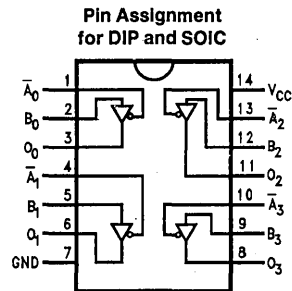 Pin Assignment
for DIP and SOIC
A̅0 1 14 VCC
B0 2 13 A̅2
O0 3 12 B2
A̅1 4 11 O2
B1 5 10 A̅3
O1 6 9 B3
GND 7 8 O3